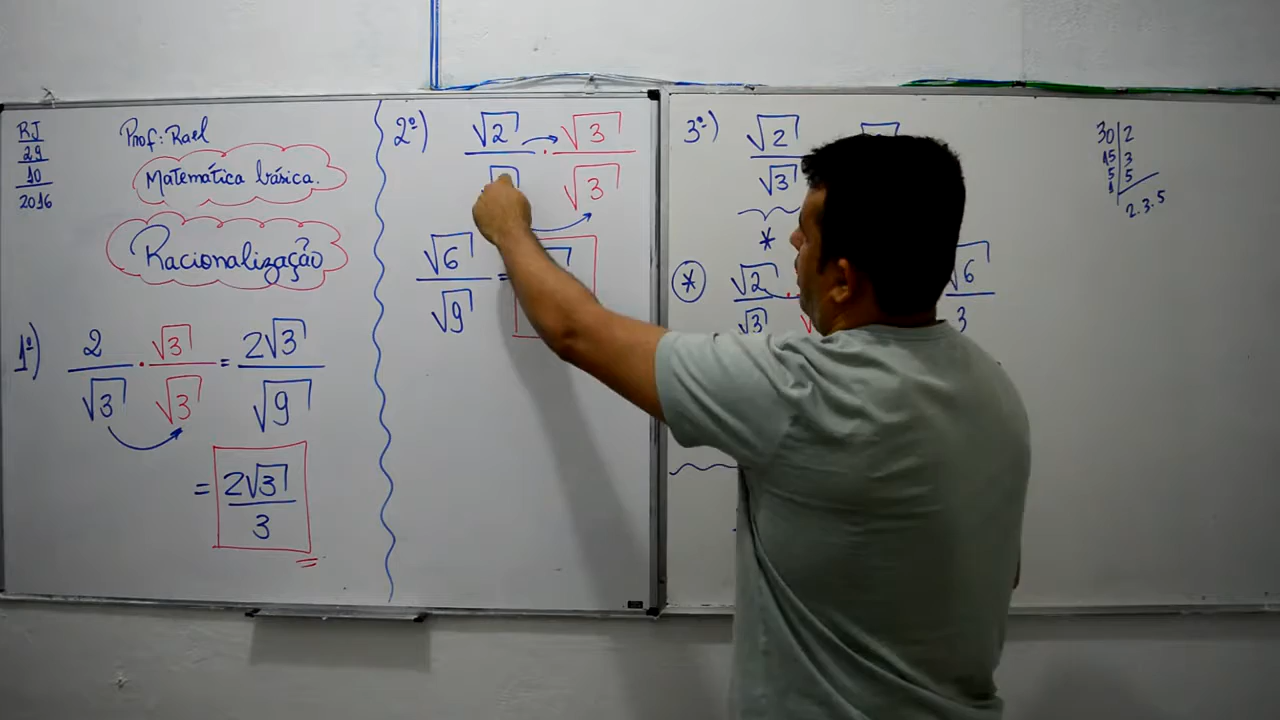 RJ
29
10
2016
Prof: Rael
Matemática básica.
Racionalização
1º) 2/√3 · √3/√3 = 2√3/√9
= 2√3/3
2º) √2/√ · √3/√3
√6/√9 =
3º) √2/√3
*
(*) √2/√3 · √6/3
30 | 2
15 | 3
5 | 5
1
2.3.5